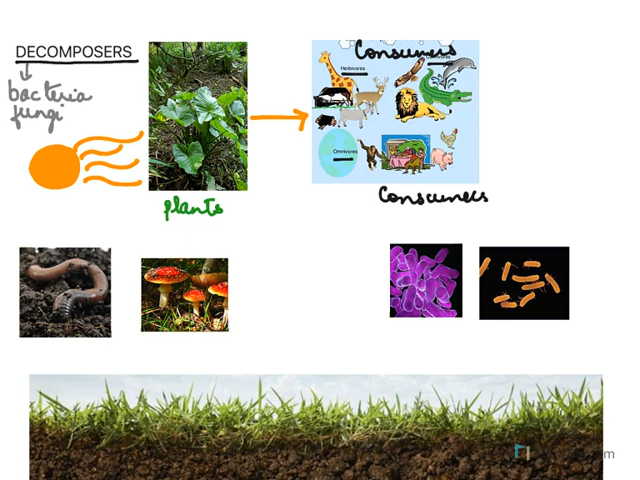 DECOMPOSERS
bacteria
fungi
Consumers
Herbivores
Omnivores
plants
Consumers